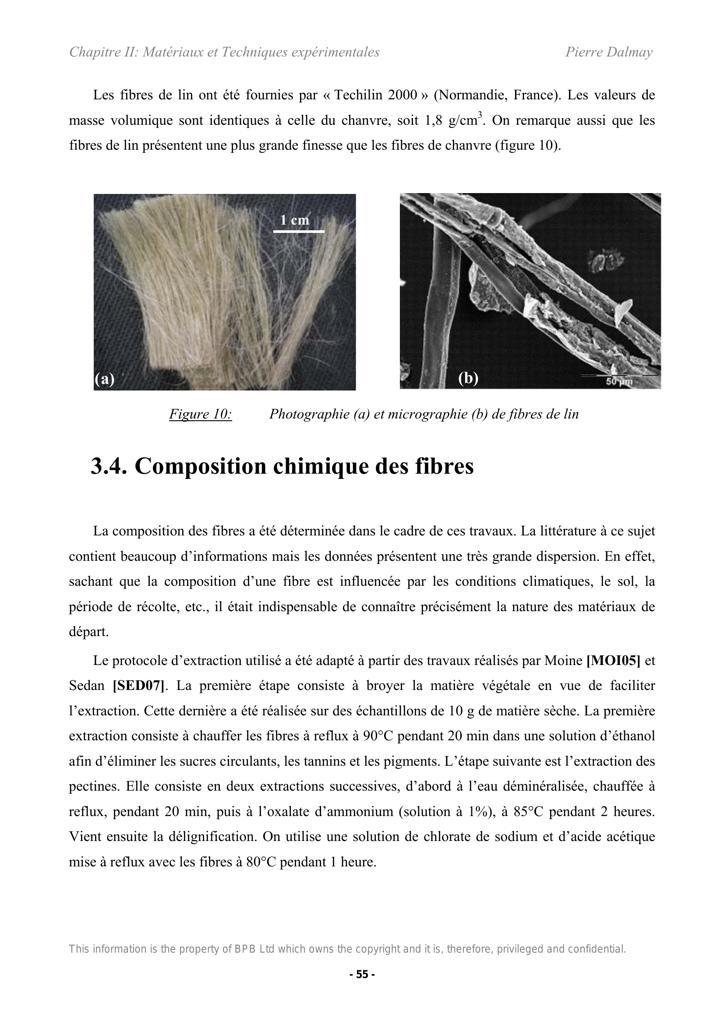 Chapitre II: Matériaux et Techniques expérimentales Pierre Dalmay
Les fibres de lin ont été fournies par « Techilin 2000 » (Normandie, France). Les valeurs de
masse volumique sont identiques à celle du chanvre, soit 1,8 g/cm³. On remarque aussi que les
fibres de lin présentent une plus grande finesse que les fibres de chanvre (figure 10).
1 cm
(a)
(b)
50 µm
Figure 10: Photographie (a) et micrographie (b) de fibres de lin
3.4. Composition chimique des fibres
La composition des fibres a été déterminée dans le cadre de ces travaux. La littérature à ce sujet
contient beaucoup d’informations mais les données présentent une très grande dispersion. En effet,
sachant que la composition d’une fibre est influencée par les conditions climatiques, le sol, la
période de récolte, etc., il était indispensable de connaître précisément la nature des matériaux de
départ.
Le protocole d’extraction utilisé a été adapté à partir des travaux réalisés par Moine [MOI05] et
Sedan [SED07]. La première étape consiste à broyer la matière végétale en vue de faciliter
l’extraction. Cette dernière a été réalisée sur des échantillons de 10 g de matière sèche. La première
extraction consiste à chauffer les fibres à reflux à 90°C pendant 20 min dans une solution d’éthanol
afin d’éliminer les sucres circulants, les tannins et les pigments. L’étape suivante est l’extraction des
pectines. Elle consiste en deux extractions successives, d’abord à l’eau déminéralisée, chauffée à
reflux, pendant 20 min, puis à l’oxalate d’ammonium (solution à 1%), à 85°C pendant 2 heures.
Vient ensuite la délignification. On utilise une solution de chlorate de sodium et d’acide acétique
mise à reflux avec les fibres à 80°C pendant 1 heure.
This information is the property of BPB Ltd which owns the copyright and it is, therefore, privileged and confidential.
- 55 -